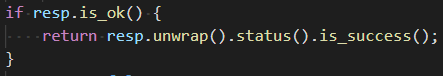 if resp.is_ok() {
    return resp.unwrap().status().is_success();
}